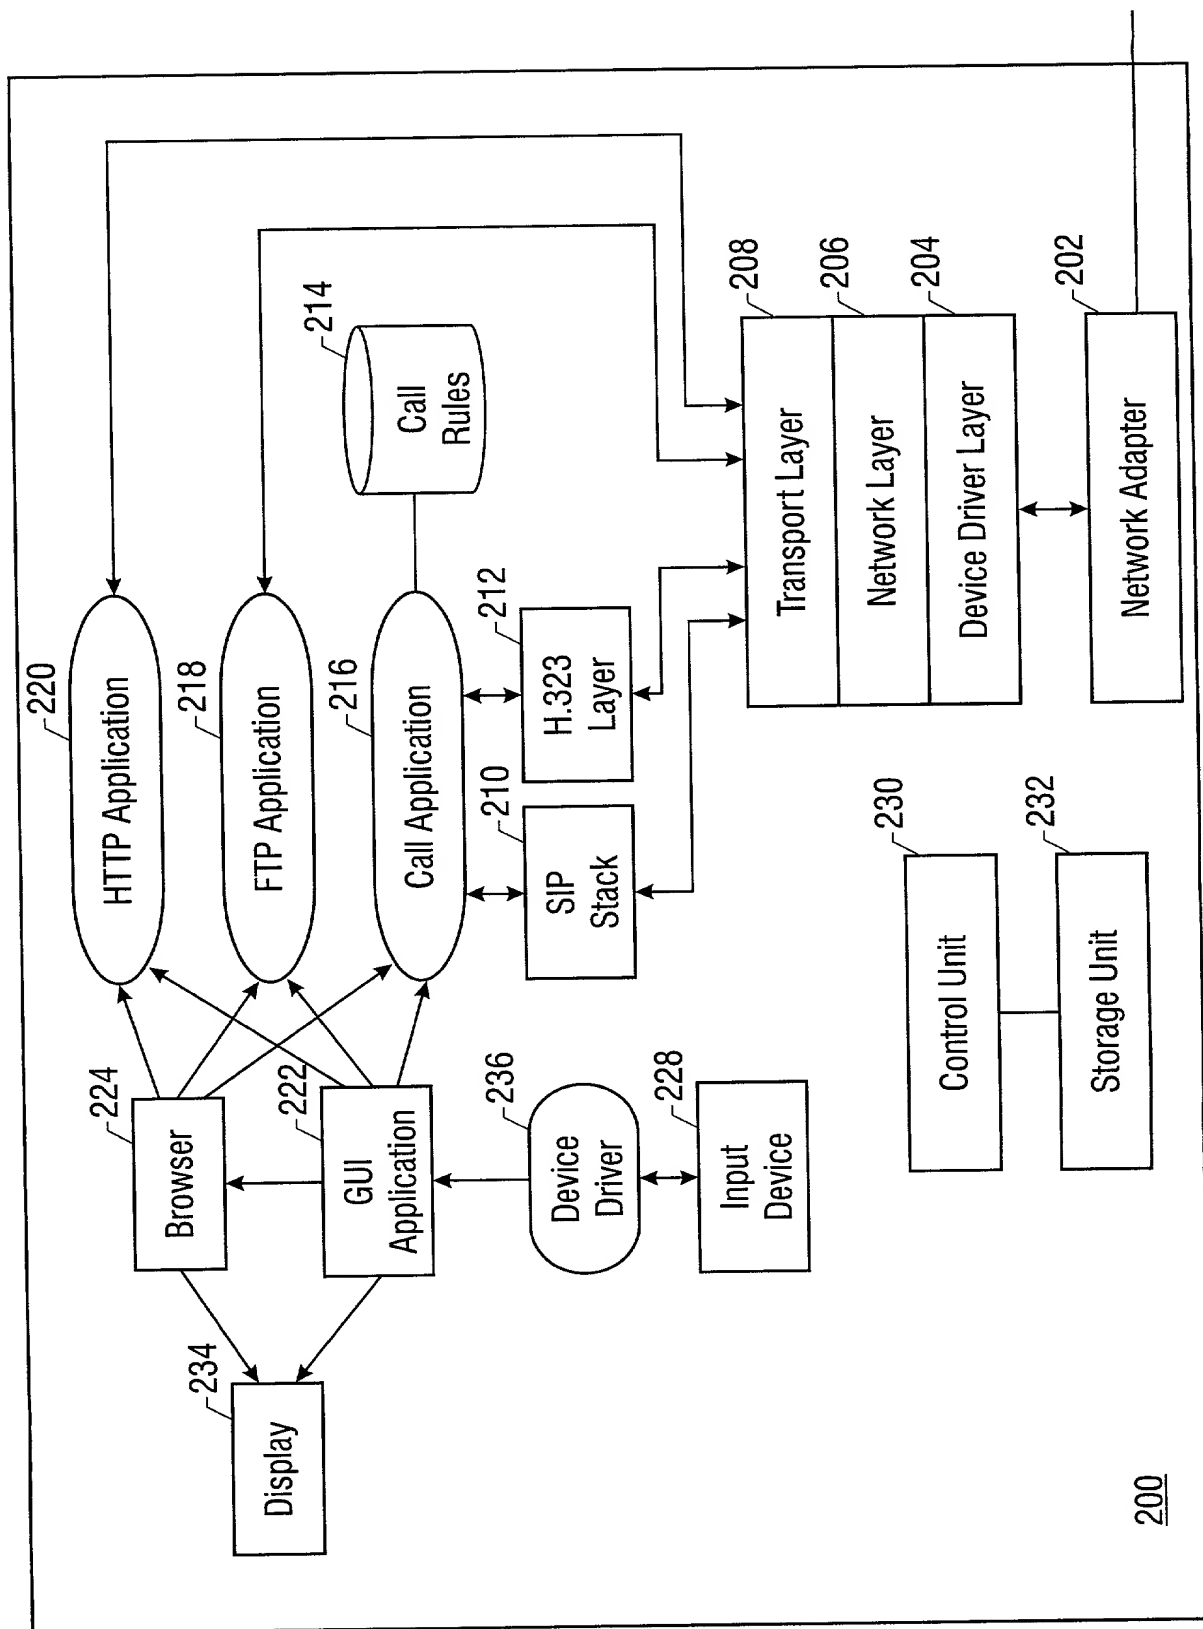 220
HTTP Application
218
FTP Application
216
Call Application
214
Call
Rules
212
H.323
Layer
210
SIP
Stack
224
Browser
222
GUI
Application
234
Display
236
Device
Driver
228
Input
Device
208
Transport Layer
206
Network Layer
204
Device Driver Layer
202
Network Adapter
230
Control Unit
232
Storage Unit
200